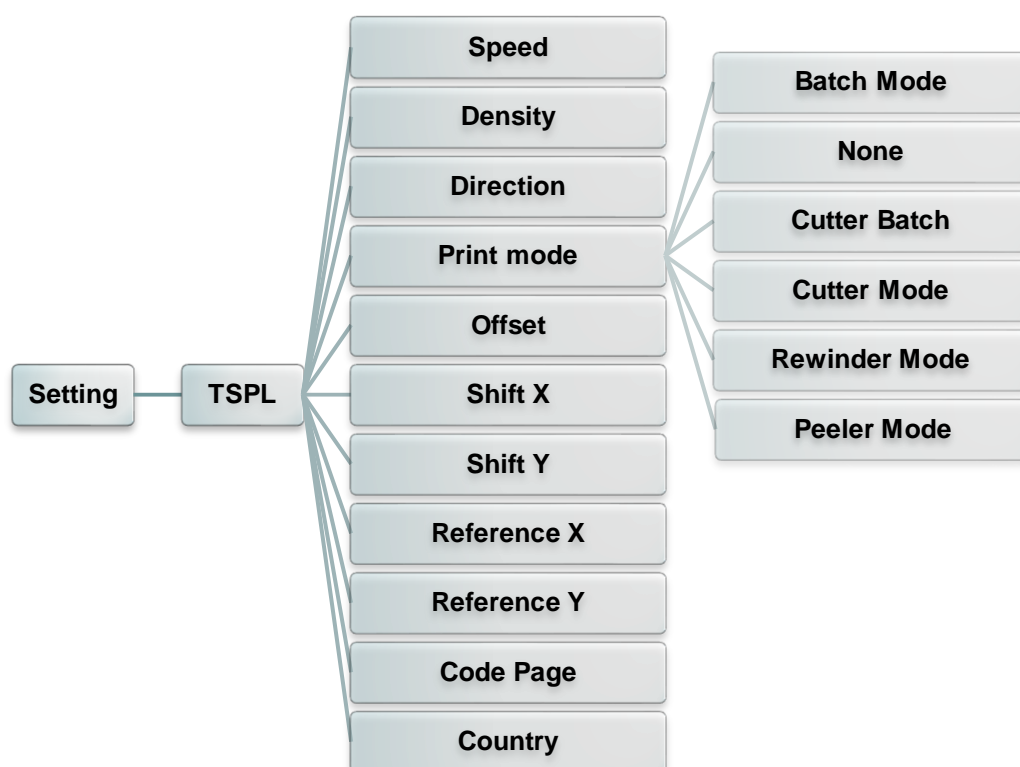 Setting
TSPL
Speed
Density
Direction
Print mode
Offset
Shift X
Shift Y
Reference X
Reference Y
Code Page
Country
Batch Mode
None
Cutter Batch
Cutter Mode
Rewinder Mode
Peeler Mode